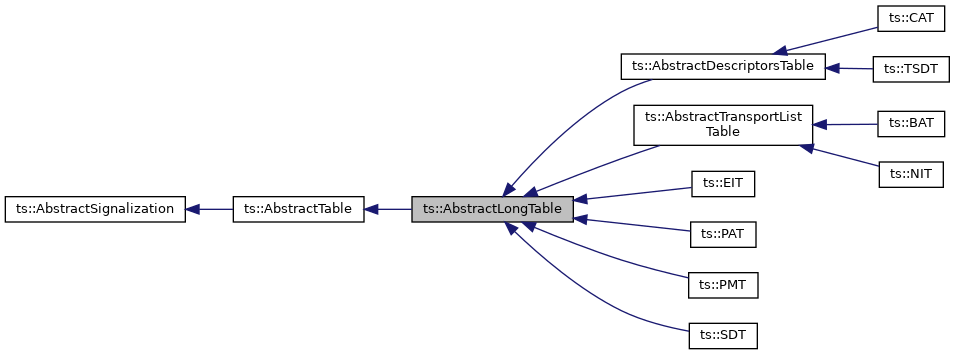 ts::CAT
ts::AbstractDescriptorsTable
ts::TSDT
ts::AbstractTransportList
Table
ts::BAT
ts::NIT
ts::EIT
ts::AbstractSignalization
ts::AbstractTable
ts::AbstractLongTable
ts::PAT
ts::PMT
ts::SDT